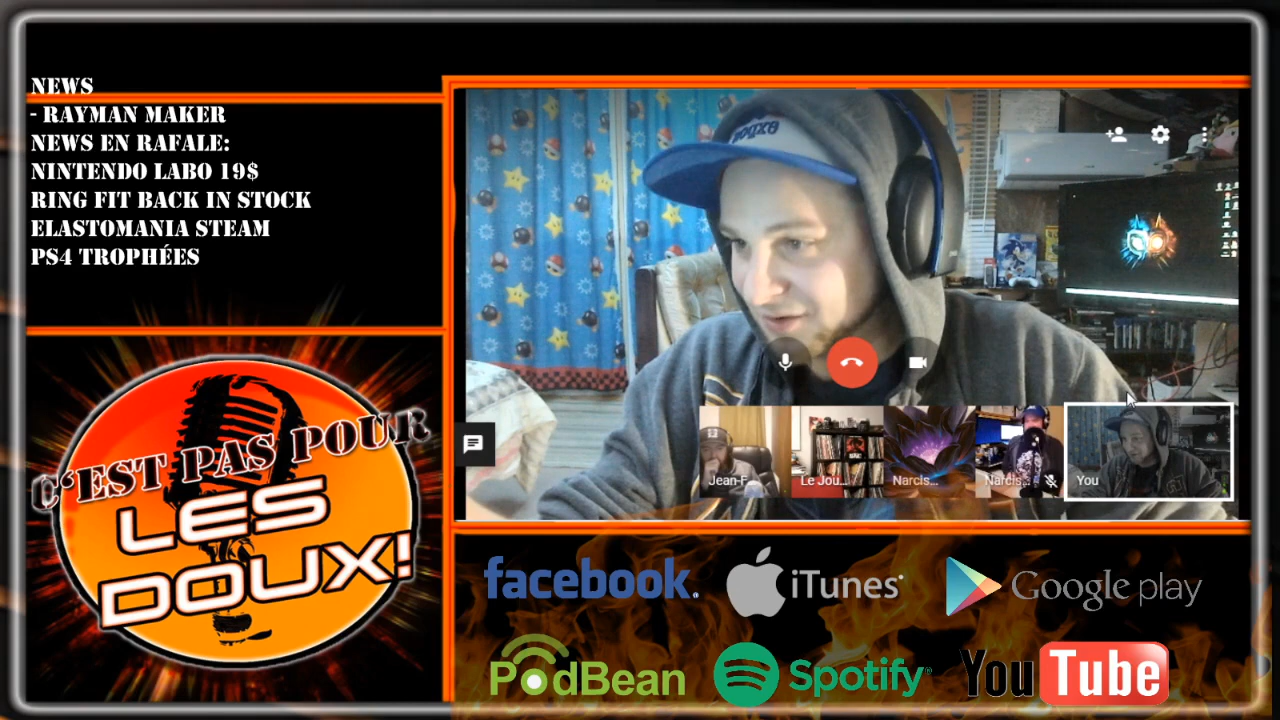 NEWS
- RAYMAN MAKER
NEWS EN RAFALE:
NINTENDO LABO 19$
RING FIT BACK IN STOCK
ELASTOMANIA STEAM
PS4 TROPHÉES
C'EST PAS POUR
LES
DOUX!
Jean-F...
Le Jou...
Narcis...
Narcis...
You
facebook.
iTunes
Google play
PodBean
Spotify
YouTube